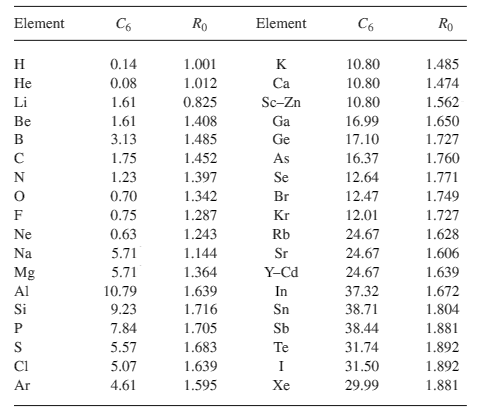 Element C6 R0 Element C6 R0
H 0.14 1.001 K 10.80 1.485
He 0.08 1.012 Ca 10.80 1.474
Li 1.61 0.825 Sc–Zn 10.80 1.562
Be 1.61 1.408 Ga 16.99 1.650
B 3.13 1.485 Ge 17.10 1.727
C 1.75 1.452 As 16.37 1.760
N 1.23 1.397 Se 12.64 1.771
O 0.70 1.342 Br 12.47 1.749
F 0.75 1.287 Kr 12.01 1.727
Ne 0.63 1.243 Rb 24.67 1.628
Na 5.71 1.144 Sr 24.67 1.606
Mg 5.71 1.364 Y–Cd 24.67 1.639
Al 10.79 1.639 In 37.32 1.672
Si 9.23 1.716 Sn 38.71 1.804
P 7.84 1.705 Sb 38.44 1.881
S 5.57 1.683 Te 31.74 1.892
Cl 5.07 1.639 I 31.50 1.892
Ar 4.61 1.595 Xe 29.99 1.881